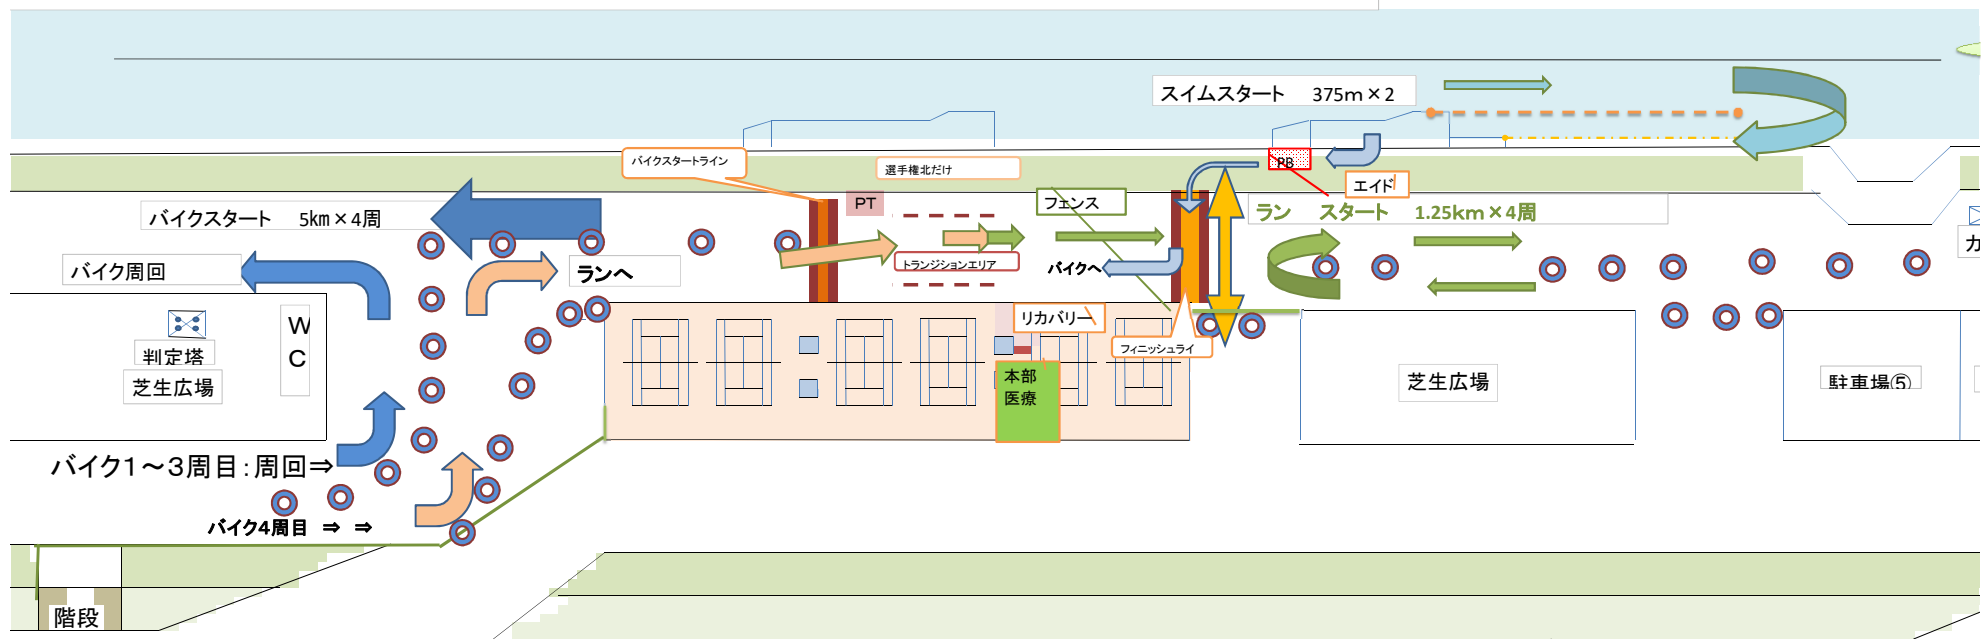 スイムスタート 375m×2
バイクスタートライン
選手権北だけ
PB
エイド
バイクスタート 5km×4周
PT
フェンス
ラン スタート 1.25km×4周
バイク周回
ランへ
トランジションエリア
バイクへ
カ
WC
リカバリー
判定塔
フィニッシュライ
芝生広場
本部
医療
芝生広場
駐車場⑤
バイク1～3周目：周回⇒
バイク4周目 ⇒ ⇒
階段